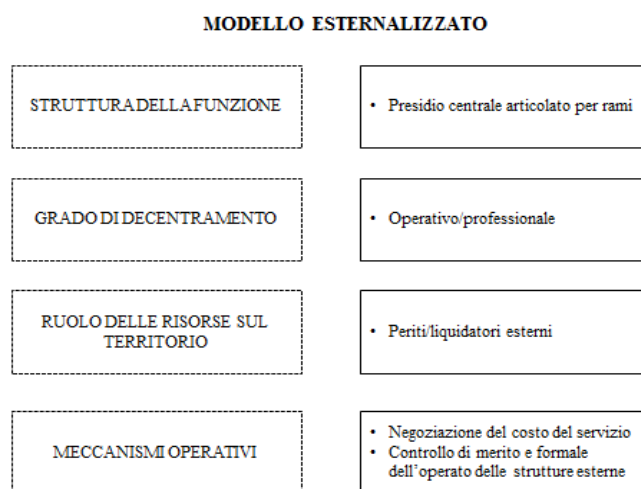 MODELLO ESTERNALIZZATO
STRUTTURA DELLA FUNZIONE
• Presidio centrale articolato per rami
GRADO DI DECENTRAMENTO
• Operativo/professionale
RUOLO DELLE RISORSE SUL
TERRITORIO
• Periti/liquidatori esterni
MECCANISMI OPERATIVI
• Negoziazione del costo del servizio
• Controllo di merito e formale
dell'operato delle strutture esterne